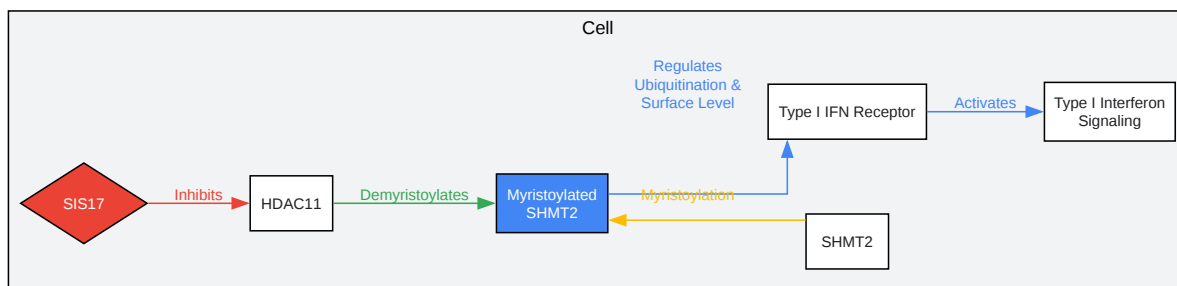 Cell
Regulates
Ubiquitination &
Surface Level
Type I IFN Receptor
Activates
Type I Interferon
Signaling
SIS17
Inhibits
HDAC11
Demyristoylates
Myristoylated
SHMT2
Myristoylation
SHMT2